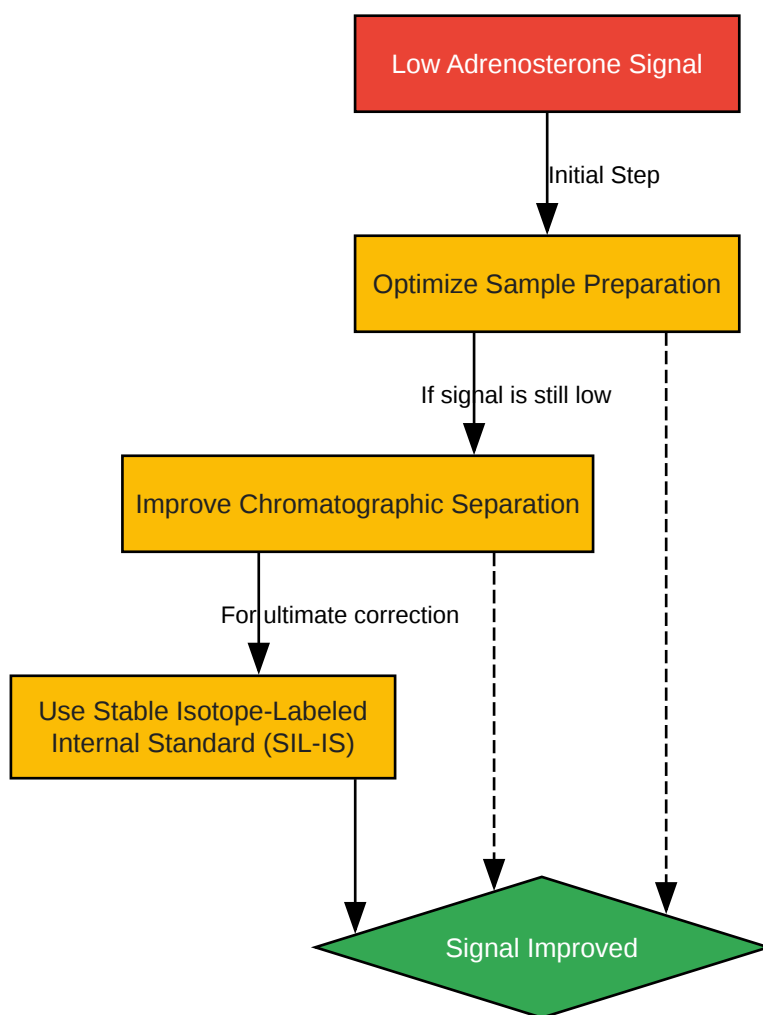 Low Adrenosterone Signal
Initial Step
Optimize Sample Preparation
If signal is still low
Improve Chromatographic Separation
For ultimate correction
Use Stable Isotope-Labeled
Internal Standard (SIL-IS)
Signal Improved